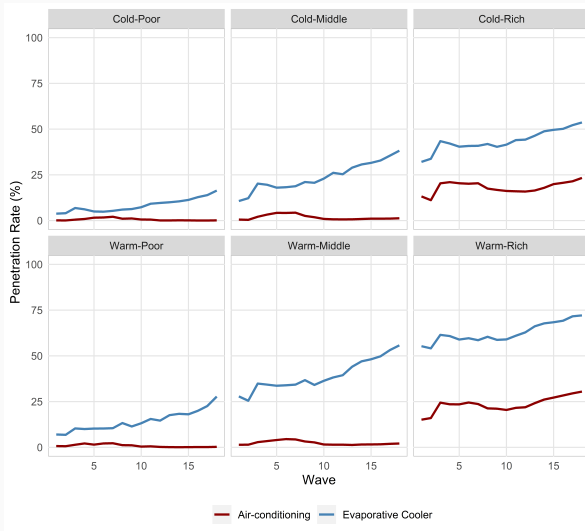 Cold-Poor Cold-Middle Cold-Rich
100
75
50
25
0
Warm-Poor Warm-Middle Warm-Rich
100
75
50
25
0
5 10 15 5 10 15 5 10 15
Penetration Rate (%)
Wave
Air-conditioning Evaporative Cooler